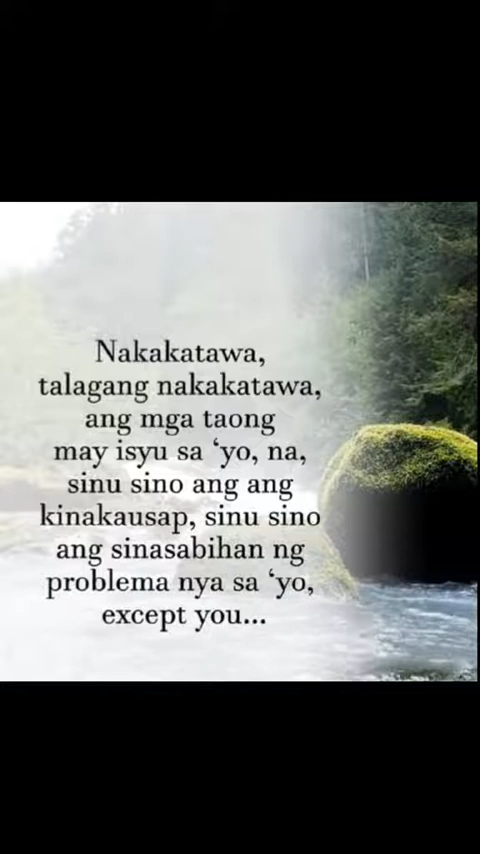 Nakakatawa,
talagang nakakatawa,
ang mga taong
may isyu sa ‘yo, na,
sinu sino ang ang
kinakausap, sinu sino
ang sinasabihan ng
problema nya sa ‘yo,
except you...